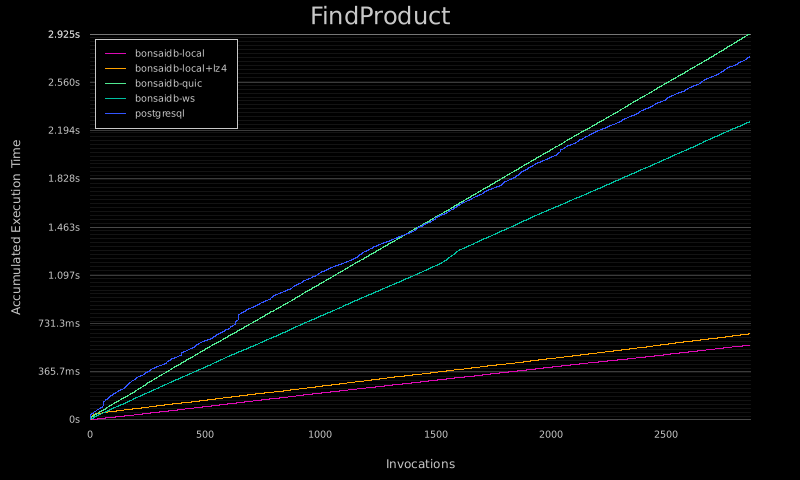 FindProduct
2.925s
2.560s
2.194s
1.828s
1.463s
1.097s
731.3ms
365.7ms
0s
Accumulated Execution Time
bonsaidb-local
bonsaidb-local+lz4
bonsaidb-quic
bonsaidb-ws
postgresql
0 500 1000 1500 2000 2500
Invocations